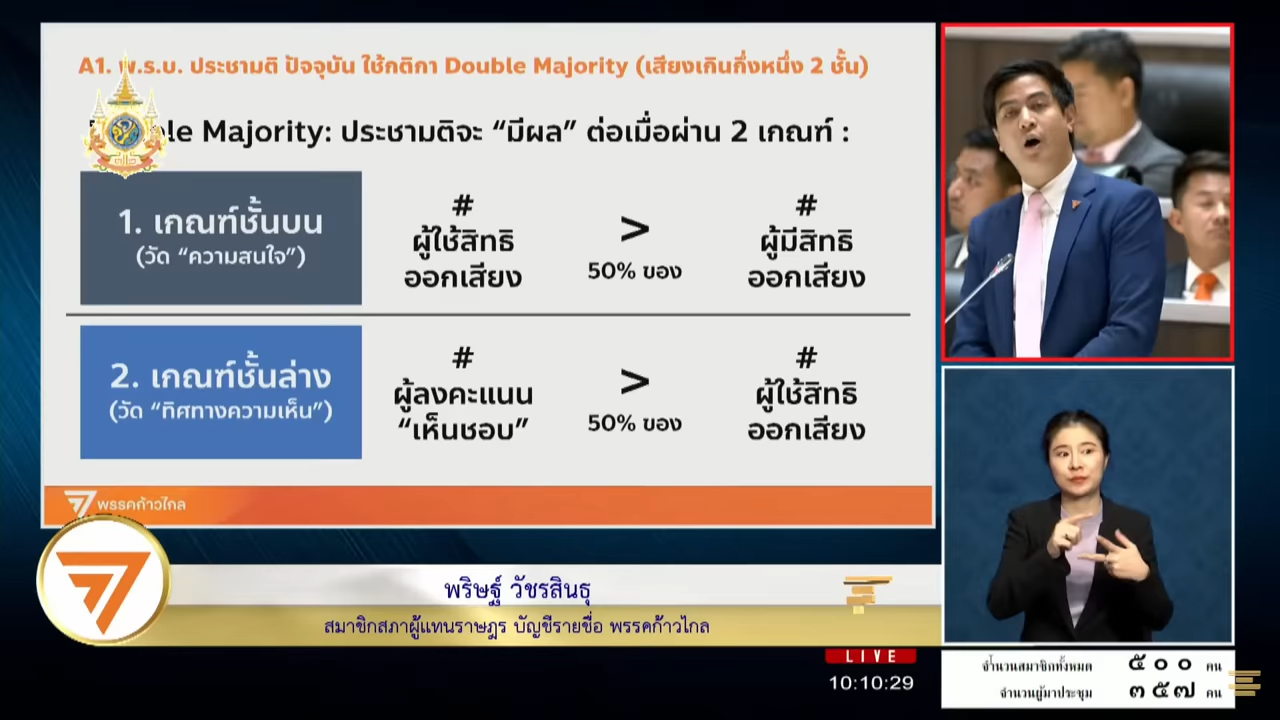 A1. พ.ร.บ. ประชามติ ปัจจุบัน ใช้กติกา Double Majority (เสียงเกินกึ่งหนึ่ง 2 ชั้น)
Majority: ประชามติจะ “มีผล” ต่อเมื่อผ่าน 2 เกณฑ์ :
1. เกณฑ์ชั้นบน
(วัด “ความสนใจ”)
#
ผู้ใช้สิทธิ
ออกเสียง
>
50% ของ
#
ผู้มีสิทธิ
ออกเสียง
2. เกณฑ์ชั้นล่าง
(วัด “ทิศทางความเห็น”)
#
ผู้ลงคะแนน
“เห็นชอบ”
>
50% ของ
#
ผู้ใช้สิทธิ
ออกเสียง
พรรคก้าวไกล
พริษฐ์ วัชรสินธุ
สมาชิกสภาผู้แทนราษฎร บัญชีรายชื่อ พรรคก้าวไกล
LIVE
10:10:29
จำนวนสมาชิกทั้งหมด ๕๐๐ คน
จำนวนผู้มาประชุม ๓๕๗ คน